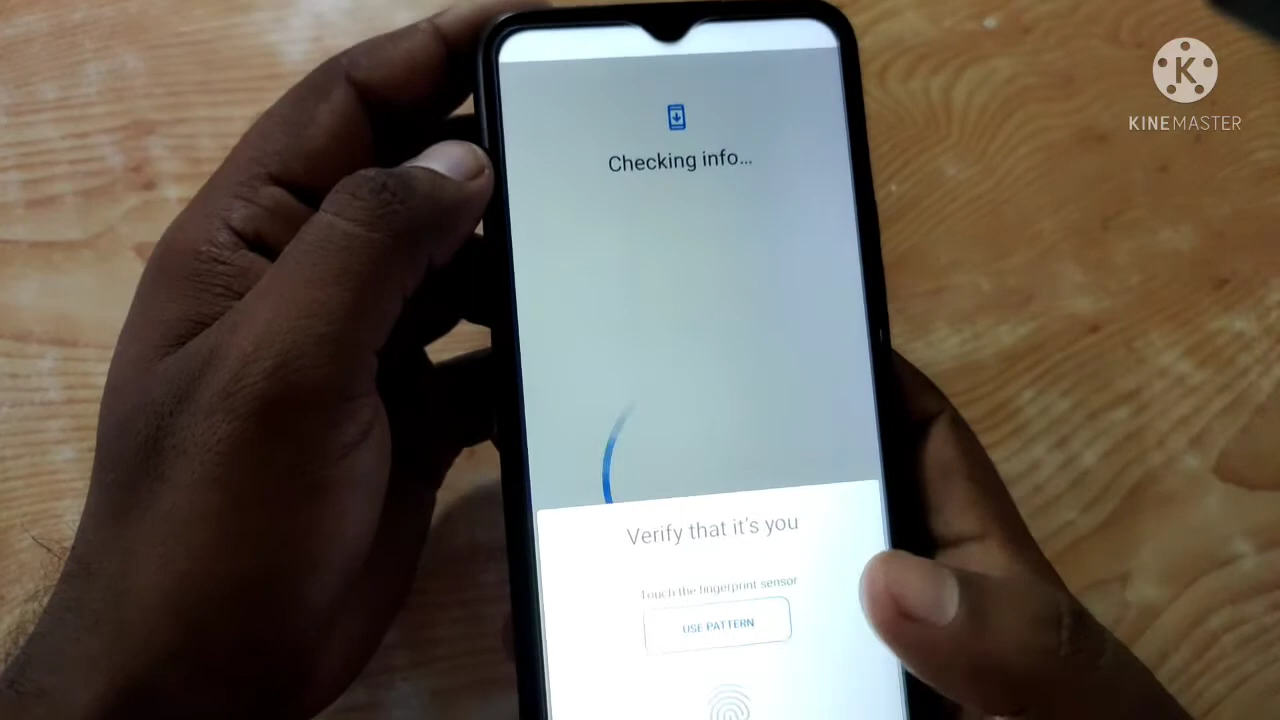 Checking info...
Verify that it's you
Touch the fingerprint sensor
USE PATTERN
K
KINEMASTER